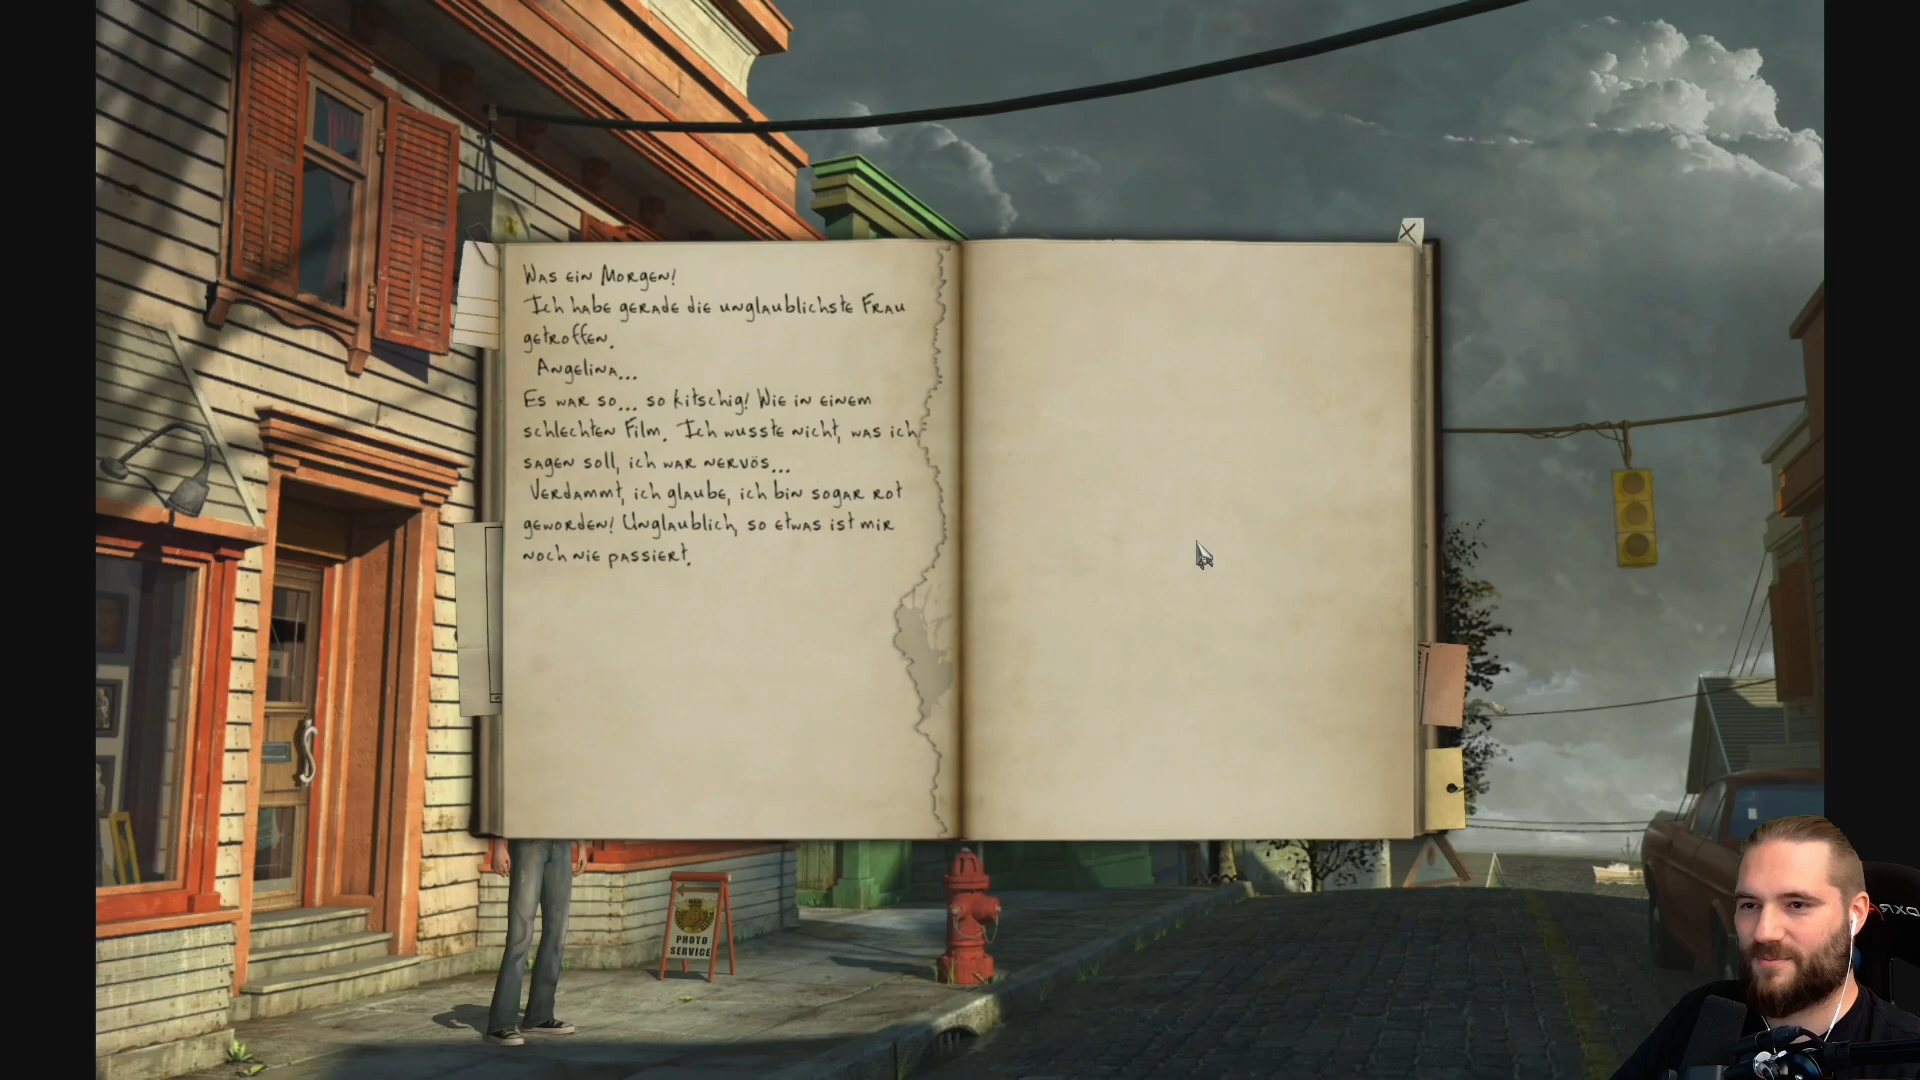 Was ein Morgen!
Ich habe gerade die unglaublichste Frau
getroffen.
Angelina...
Es war so... so kitschig! Wie in einem
schlechten Film. Ich wusste nicht, was ich
sagen soll, ich war nervös...
Verdammt, ich glaube, ich bin sogar rot
geworden! Unglaublich, so etwas ist mir
noch nie passiert.
PHOTO
SERVICE